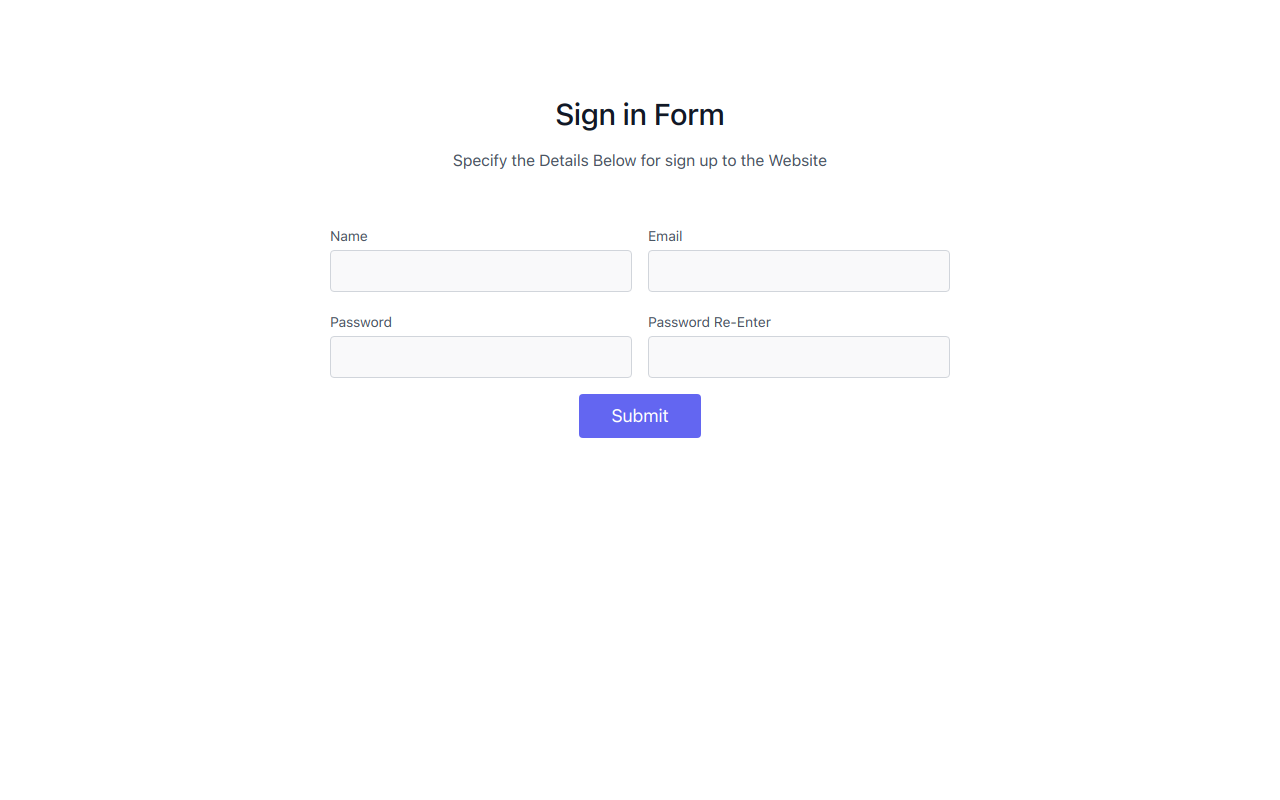 Sign in Form
Specify the Details Below for sign up to the Website
Name
Email
Password
Password Re-Enter
Submit